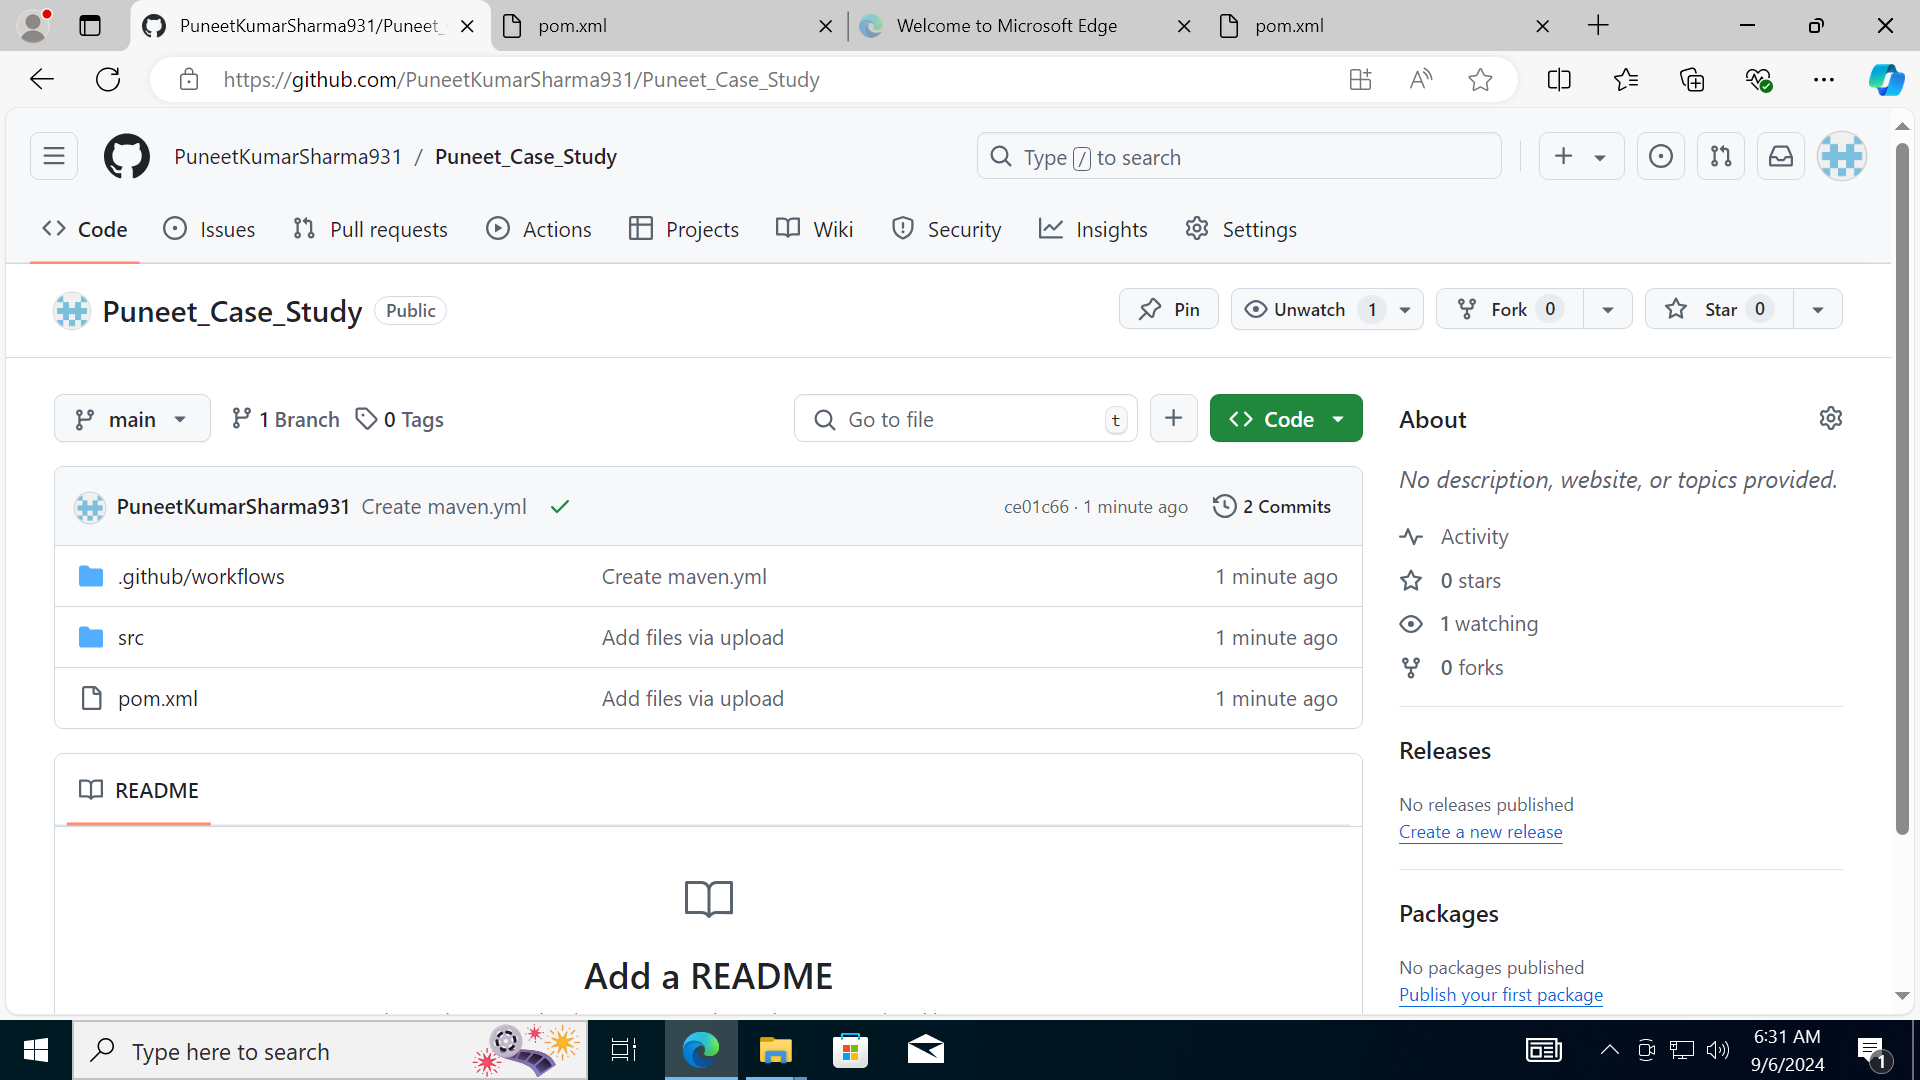 PuneetKumarSharma931/Puneet_
pom.xml
Welcome to Microsoft Edge
pom.xml
https://github.com/PuneetKumarSharma931/Puneet_Case_Study
PuneetKumarSharma931 / Puneet_Case_Study
Type / to search
Code
Issues
Pull requests
Actions
Projects
Wiki
Security
Insights
Settings
Puneet_Case_Study
Public
Pin
Unwatch 1
Fork 0
Star 0
main
1 Branch
0 Tags
Go to file
t
Code
About
No description, website, or topics provided.
PuneetKumarSharma931 Create maven.yml
ce01c66 · 1 minute ago
2 Commits
.github/workflows
Create maven.yml
1 minute ago
src
Add files via upload
1 minute ago
pom.xml
Add files via upload
1 minute ago
Activity
0 stars
1 watching
0 forks
README
Add a README
Releases
No releases published
Create a new release
Packages
No packages published
Publish your first package
Type here to search
6:31 AM
9/6/2024
1